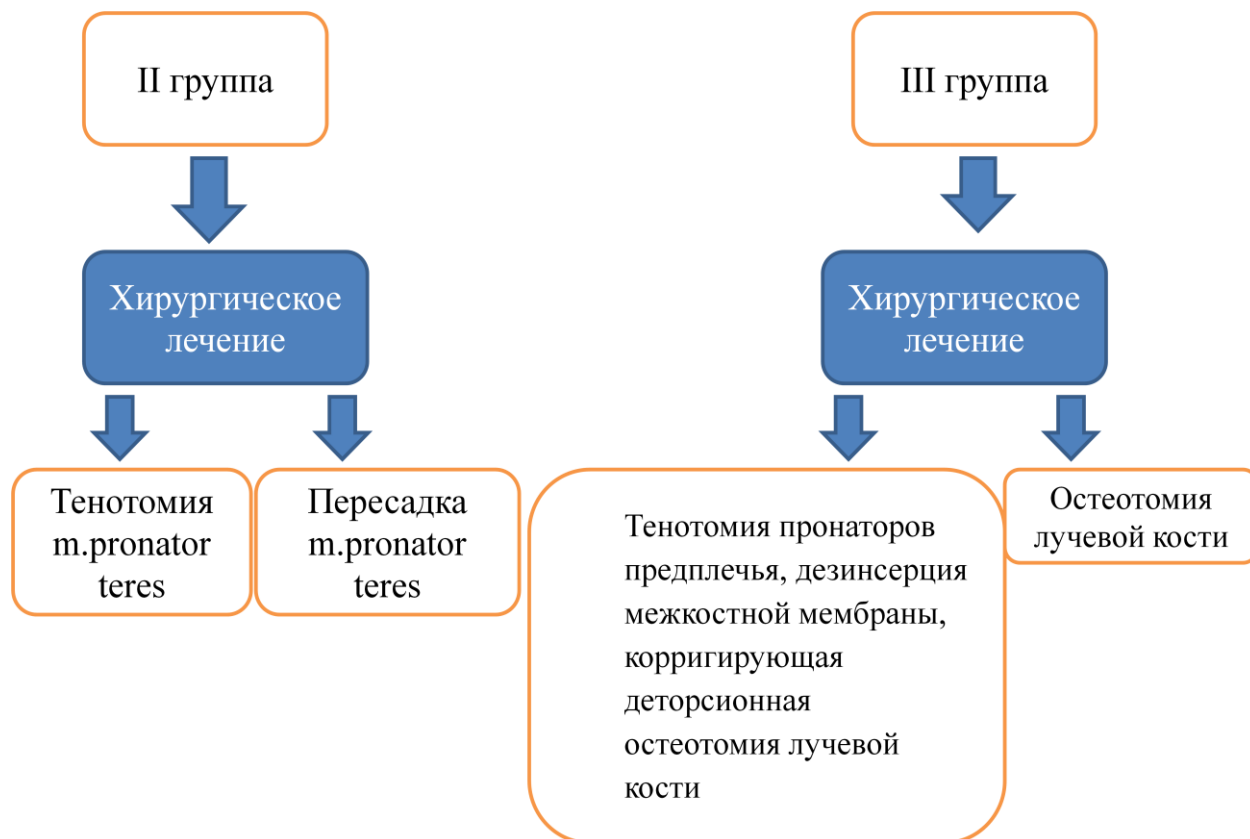 II группа
Хирургическое
лечение
Тенотомия
m.pronator
teres
Пересадка
m.pronator
teres
III группа
Хирургическое
лечение
Тенотомия пронаторов
предплечья, дезинсерция
межкостной мембраны,
корригирующая
деторсионная
остеотомия лучевой
кости
Остеотомия
лучевой кости